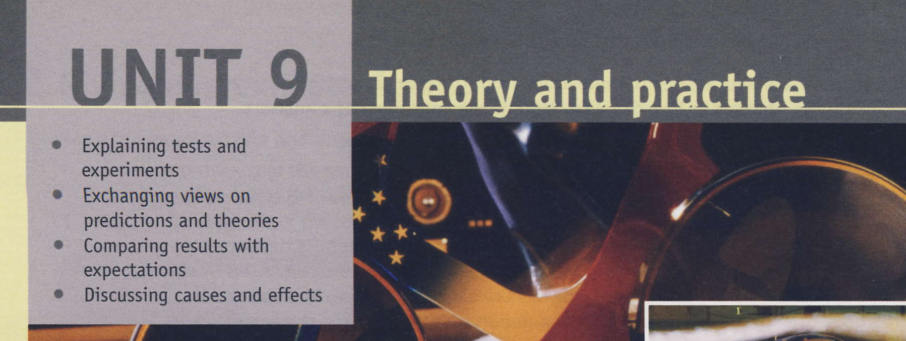 UNIT 9
Theory and practice
• Explaining tests and
experiments
• Exchanging views on
predictions and theories
• Comparing results with
expectations
• Discussing causes and effects
1